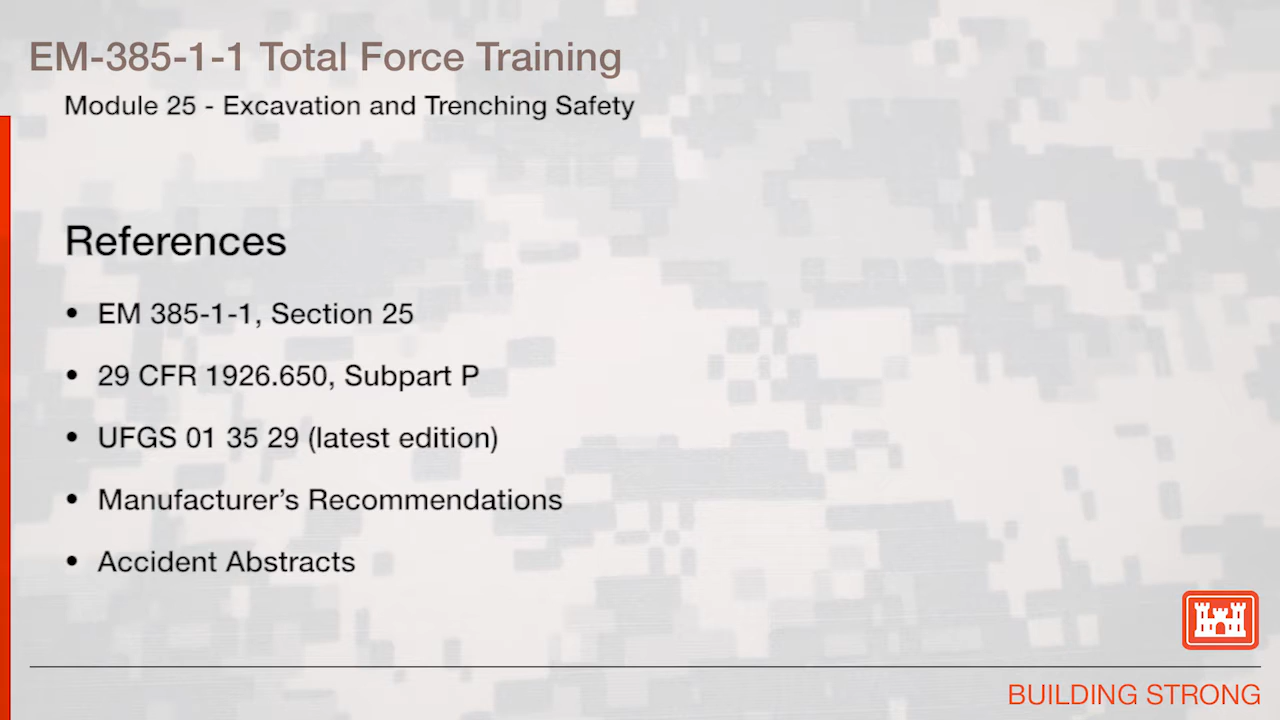 EM-385-1-1 Total Force Training
Module 25 - Excavation and Trenching Safety
References
• EM 385-1-1, Section 25
• 29 CFR 1926.650, Subpart P
• UFGS 01 35 29 (latest edition)
• Manufacturer’s Recommendations
• Accident Abstracts
BUILDING STRONG